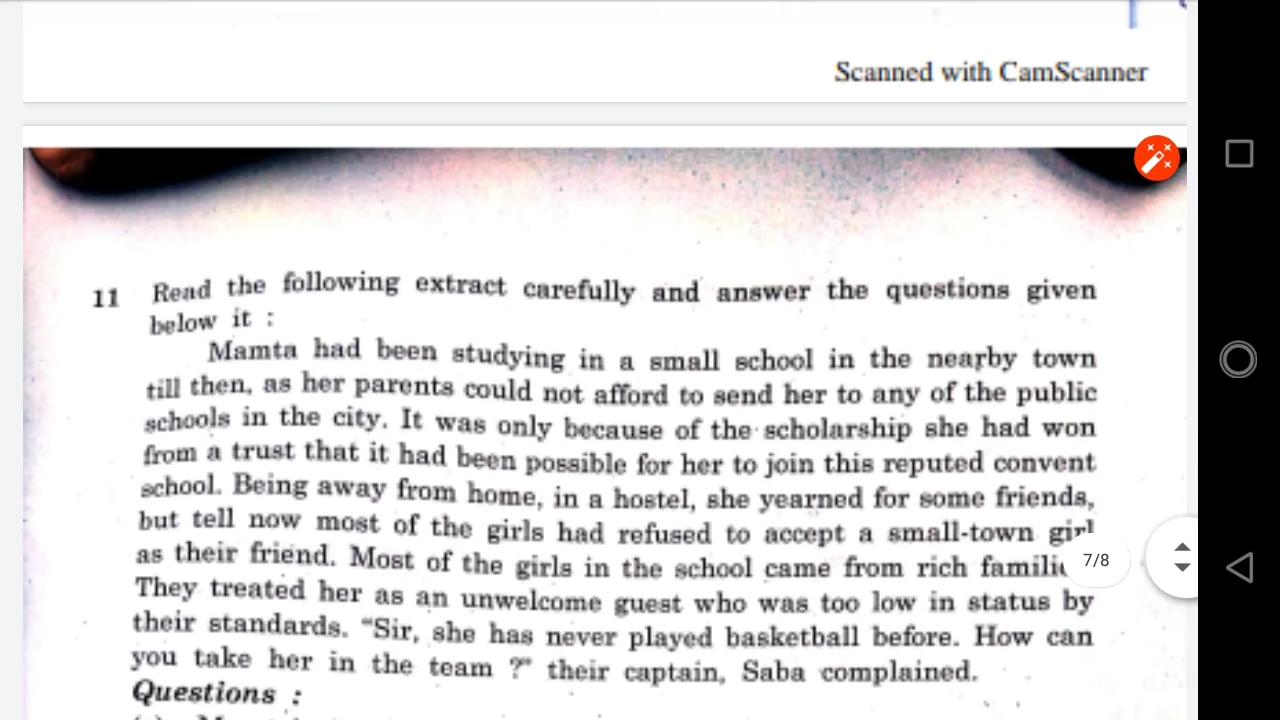 Scanned with CamScanner
11 Read the following extract carefully and answer the questions given
below it :
Mamta had been studying in a small school in the nearby town
till then, as her parents could not afford to send her to any of the public
schools in the city. It was only because of the scholarship she had won
from a trust that it had been possible for her to join this reputed convent
school. Being away from home, in a hostel, she yearned for some friends,
but tell now most of the girls had refused to accept a small-town girl
as their friend. Most of the girls in the school came from rich
They treated her as an unwelcome guest who was too low in status by
their standards. “Sir, she has never played basketball before. How can
you take her in the team ?” their captain, Saba complained.
Questions :
7/8